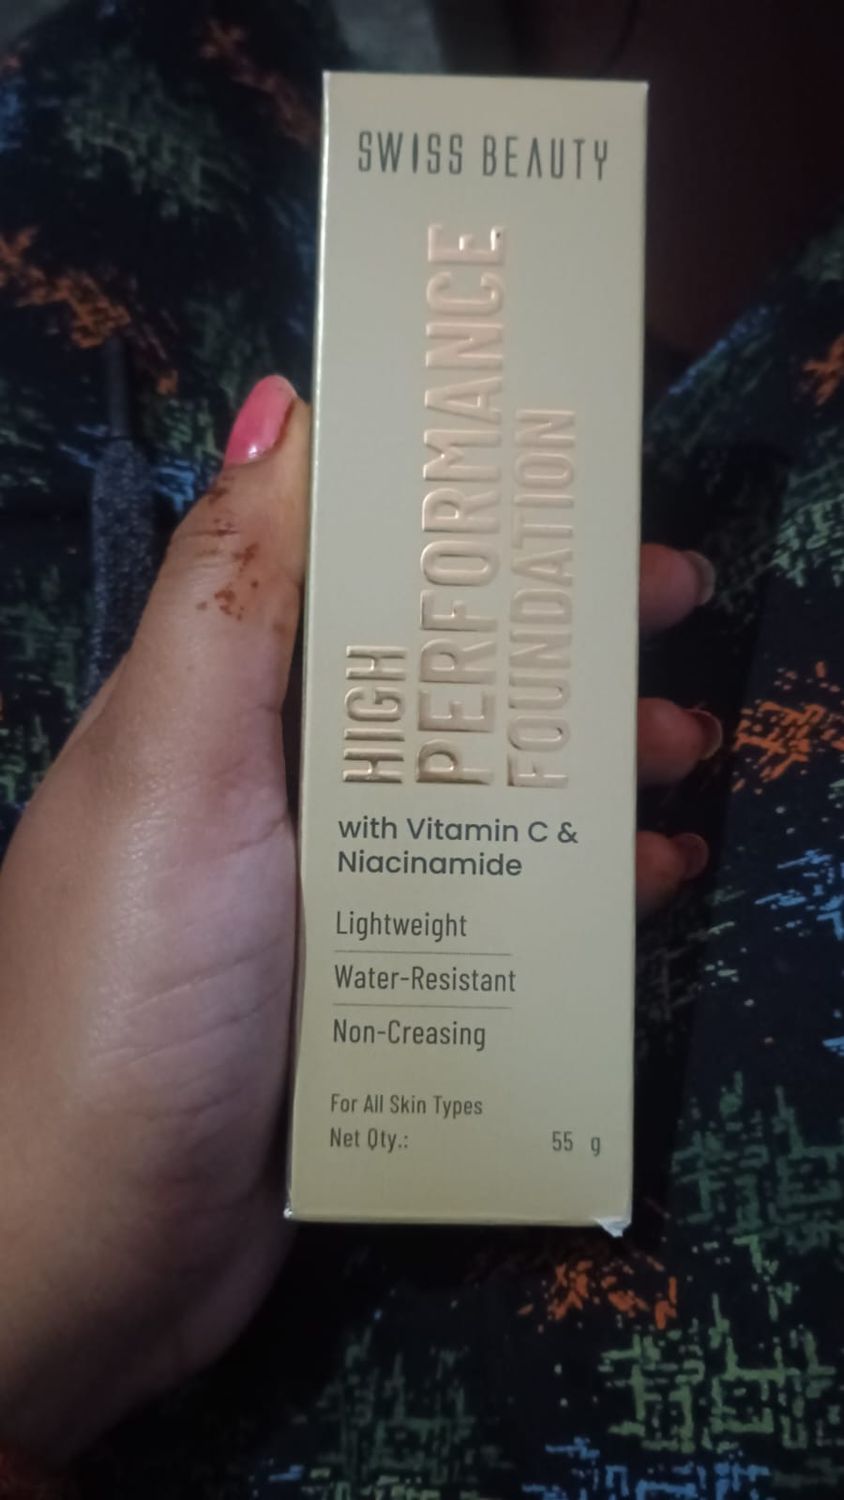 SWISS BEAUTY
HIGH
PERFORMANCE
FOUNDATION
with Vitamin C &
Niacinamide
Lightweight
Water-Resistant
Non-Creasing
For All Skin Types
Net Qty.: 55 g